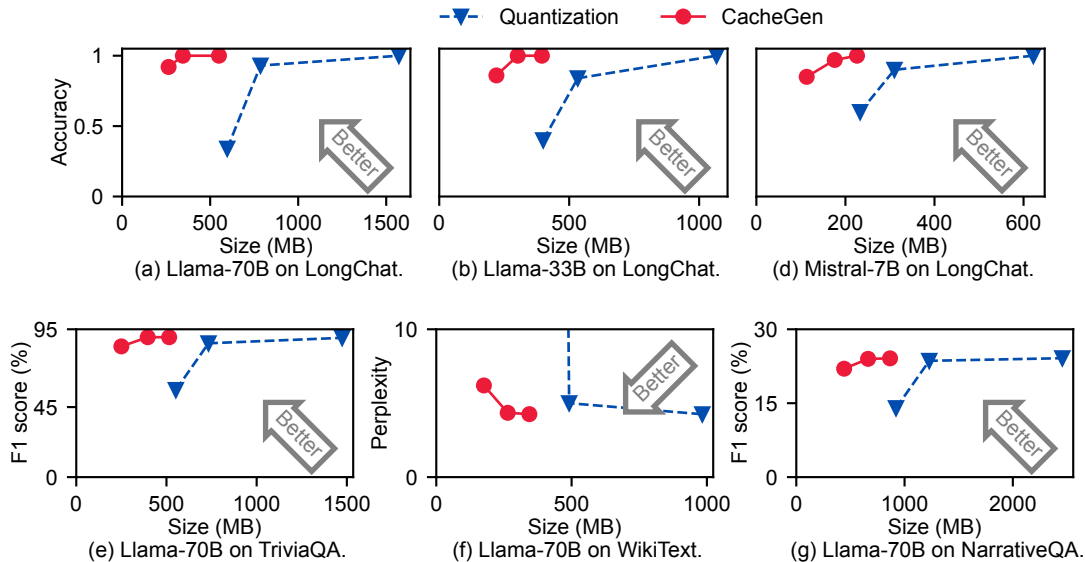 Quantization CacheGen
Accuracy
1
0.5
0
Better
0 500 1000 1500
Size (MB)
(a) Llama-70B on LongChat.
Better
0 500 1000
Size (MB)
(b) Llama-33B on LongChat.
Better
0 200 400 600
Size (MB)
(d) Mistral-7B on LongChat.
F1 score (%)
95
45
0
Better
0 500 1000 1500
Size (MB)
(e) Llama-70B on TriviaQA.
Perplexity
10
0
Better
0 500 1000
Size (MB)
(f) Llama-70B on WikiText.
F1 score (%)
30
15
0
Better
0 1000 2000
Size (MB)
(g) Llama-70B on NarrativeQA.